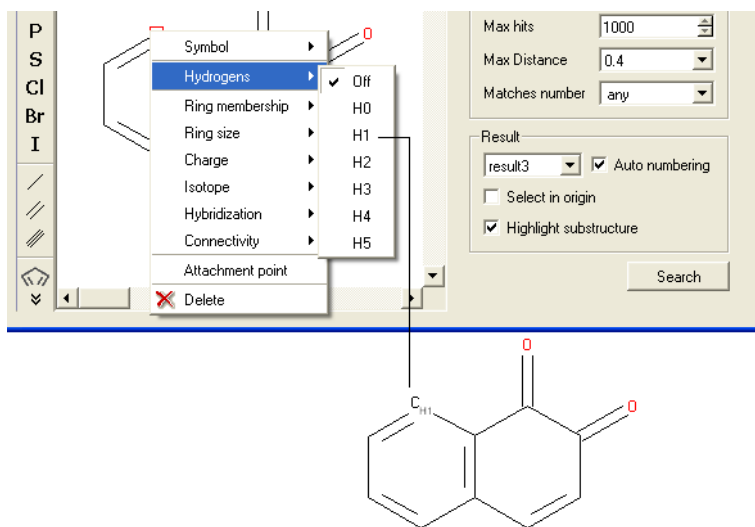 P
S
Cl
Br
I
O
Symbol
Hydrogens
Ring membership
Ring size
Charge
Isotope
Hybridization
Connectivity
Attachment point
Delete
Off
H0
H1
H2
H3
H4
H5
Max hits 1000
Max Distance 0.4
Matches number any
Result
result3 Auto numbering
Select in origin
Highlight substructure
Search
O
O
C H1